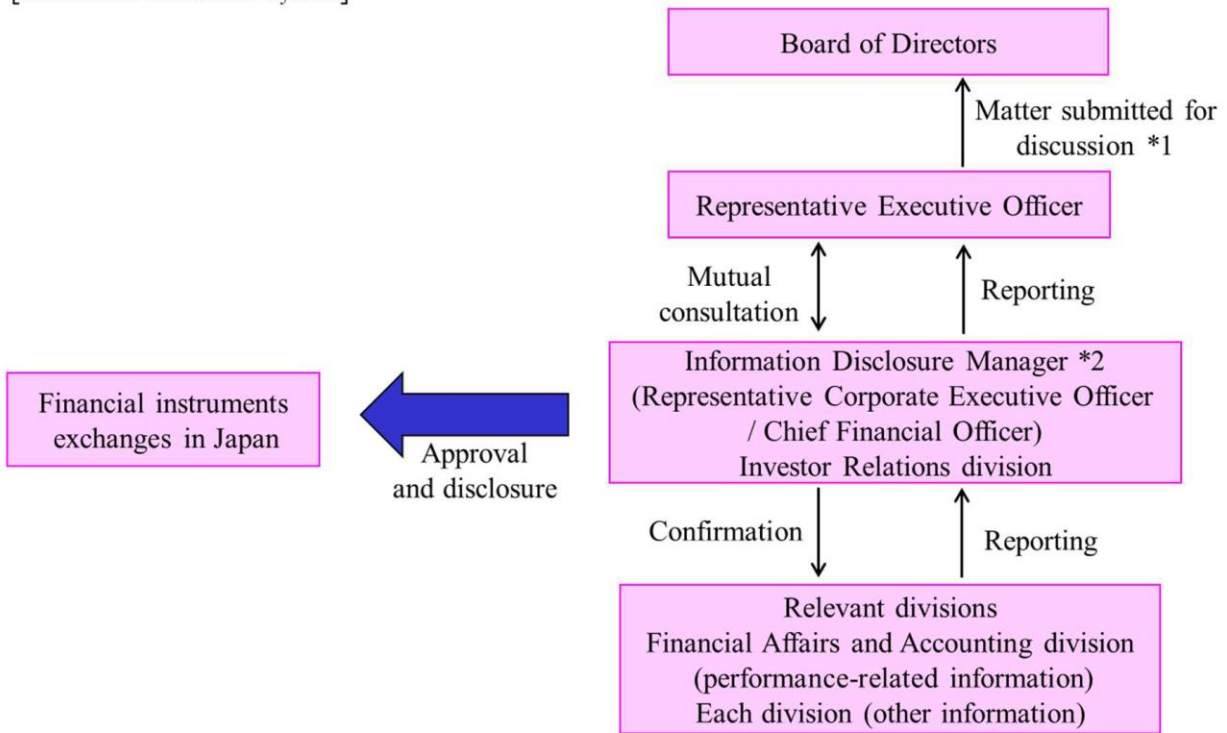 Board of Directors
Matter submitted for
discussion *1
Representative Executive Officer
Mutual
consultation
Reporting
Information Disclosure Manager *2
(Representative Corporate Executive Officer
/ Chief Financial Officer)
Investor Relations division
Financial instruments
exchanges in Japan
Approval
and disclosure
Confirmation
Reporting
Relevant divisions
Financial Affairs and Accounting division
(performance-related information)
Each division (other information)